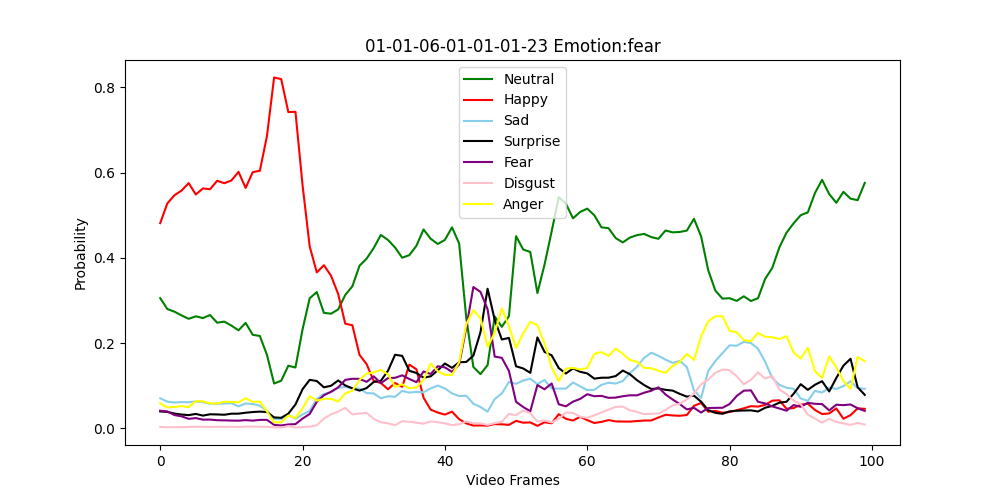 01-01-06-01-01-01-23 Emotion:fear
Neutral
Happy
Sad
Surprise
Fear
Disgust
Anger
Probability
0.8
0.6
0.4
0.2
0.0
0 20 40 60 80 100
Video Frames